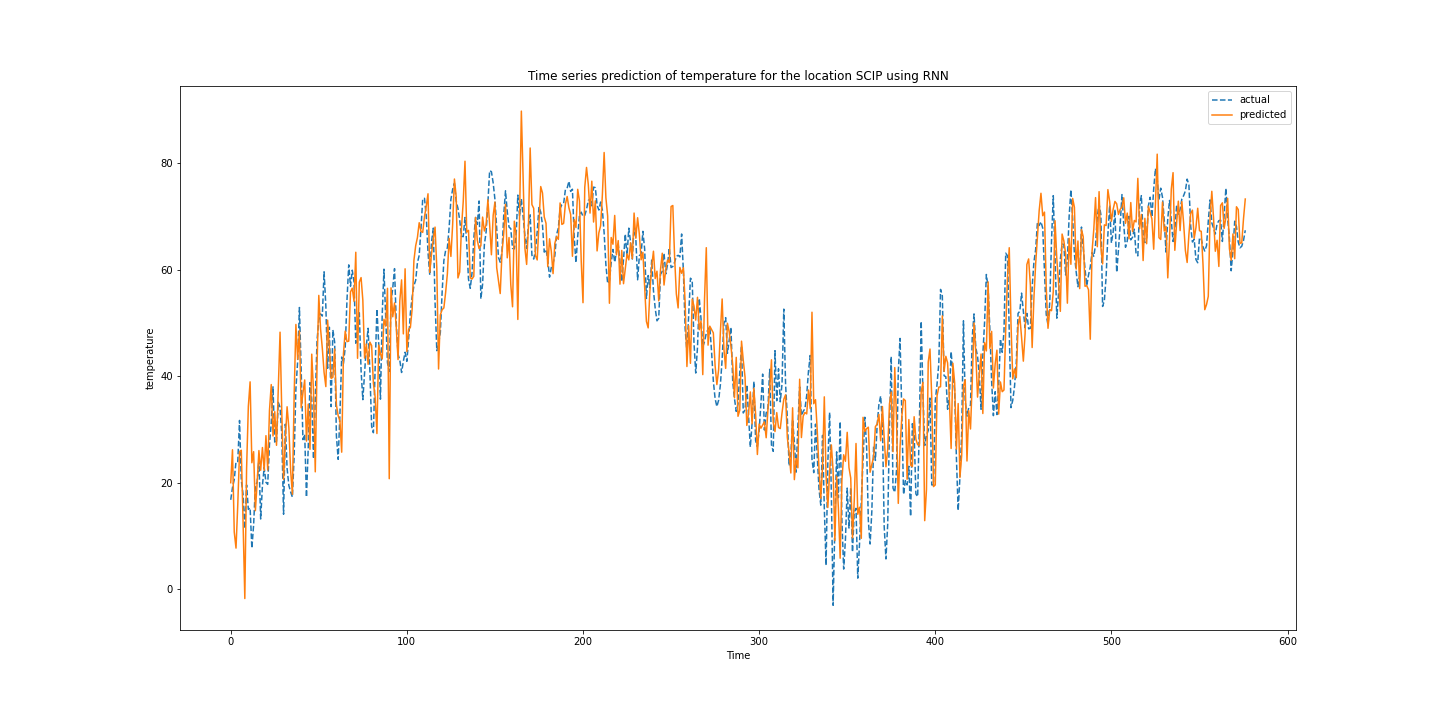 Time series prediction of temperature for the location SCIP using RNN
actual
predicted
80
60
40
20
0
temperature
0 100 200 300 400 500 600
Time